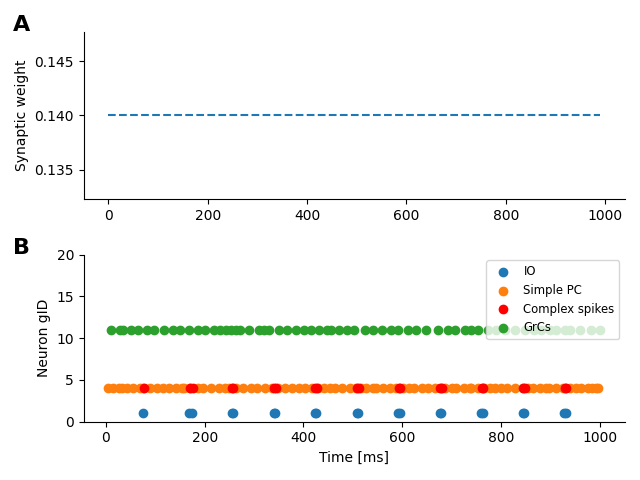 A
0.145
0.140
0.135
Synaptic weight
0 200 400 600 800 1000
B
20
15
10
5
0
Neuron gID
IO
Simple PC
Complex spikes
GrCs
0 200 400 600 800 1000
Time [ms]